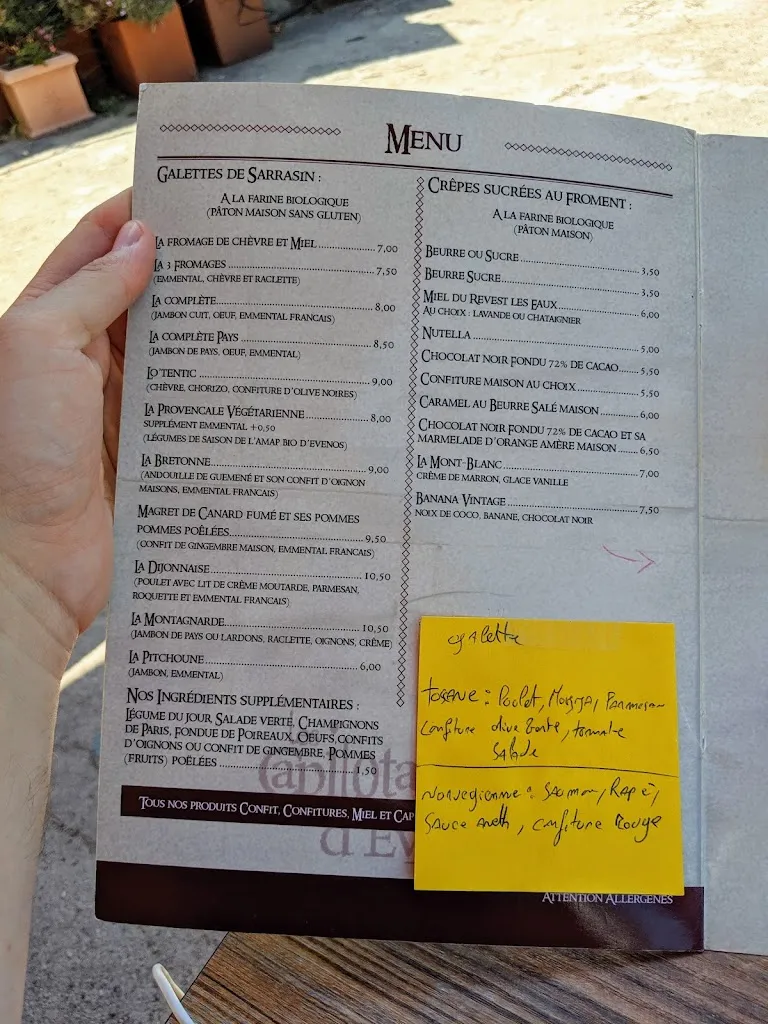 Menu
Galettes de Sarrasin :
A la farine biologique
(Pâton maison sans gluten)
La fromage de chèvre et Miel 7,00
La 3 fromages 7,50
(Emmental, chèvre et raclette)
La complète 8,00
(Jambon cuit, oeuf, emmental francais)
La complète Pays 8,50
(Jambon de pays, oeuf, emmental)
Lo'tentic 9,00
(Chèvre, chorizo, confiture d'olive noires)
La Provencale Végétarienne 8,00
Supplément emmental +0,50
(Légumes de saison de l'AMAP bio d'Evenos)
La Bretonne 9,00
(Andouille de Guemené et son confit d'oignon
maisons, emmental francais)
Magret de Canard fumé et ses pommes
pommes poêlées 9,50
(Confit de gingembre maison, emmental francais)
La Dijonnaise 10,50
(Poulet avec lit de crême moutarde, parmesan,
roquette et emmental francais)
La Montagnarde 10,50
(Jambon de pays ou lardons, raclette, oignons, crême)
La Pitchoune 6,00
(Jambon, emmental)
Nos Ingrédients supplémentaires :
Légume du jour, Salade verte, Champignons
de Paris, fondue de Poireaux, Oeufs, confits
d'oignons ou confit de gingembre, Pommes
(fruits) poêlées 1,50
Tous nos produits Confit, Confitures, Miel et Cap
Crêpes sucrées au Froment :
A la farine biologique
(Pâton maison)
Beurre ou Sucre 3,50
Beurre Sucre 3,50
Miel du Revest les Eaux 6,00
Au choix : lavande ou chataignier
Nutella 5,00
Chocolat noir fondu 72% de cacao 5,50
Confiture maison au choix 5,50
Caramel au Beurre Salé maison 6,00
Chocolat noir fondu 72% de cacao et sa
marmelade d'orange amère maison 6,50
La Mont-Blanc 7,00
Crème de marron, glace vanille
Banana Vintage 7,50
Noix de coco, banane, chocolat noir
galette
Toscane : Poulet, Parmesan
Confiture olive, tomate
Salade
Norvegienne : Saumon, Rapé,
Sauce Aneth, Confiture Rouge
Attention Allergenes